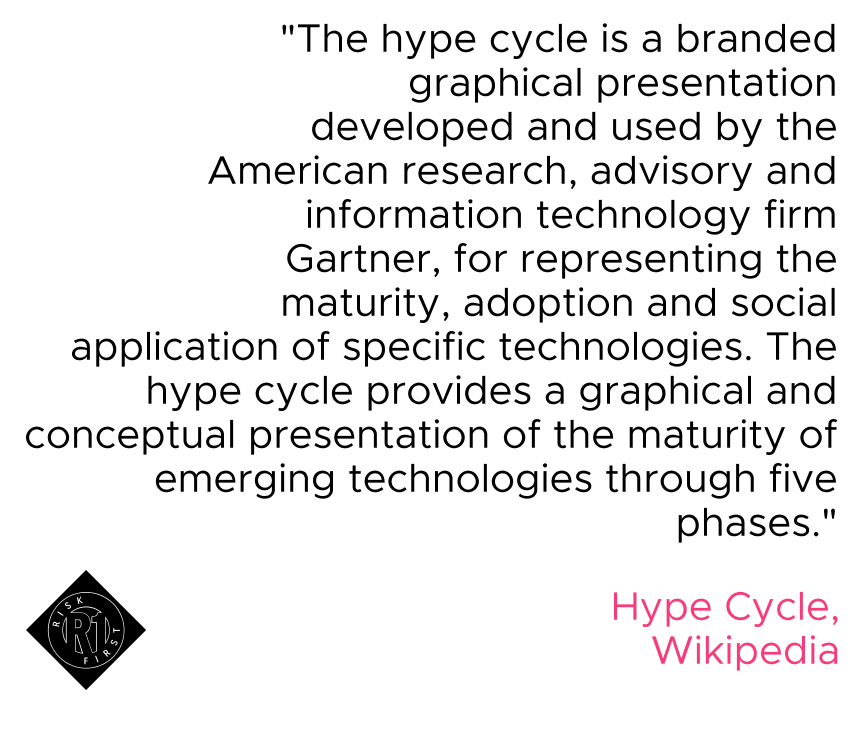 "The hype cycle is a branded
graphical presentation
developed and used by the
American research, advisory and
information technology firm
Gartner, for representing the
maturity, adoption and social
application of specific technologies. The
hype cycle provides a graphical and
conceptual presentation of the maturity of
emerging technologies through five
phases."
Hype Cycle,
Wikipedia
RISK
R1
FIRST